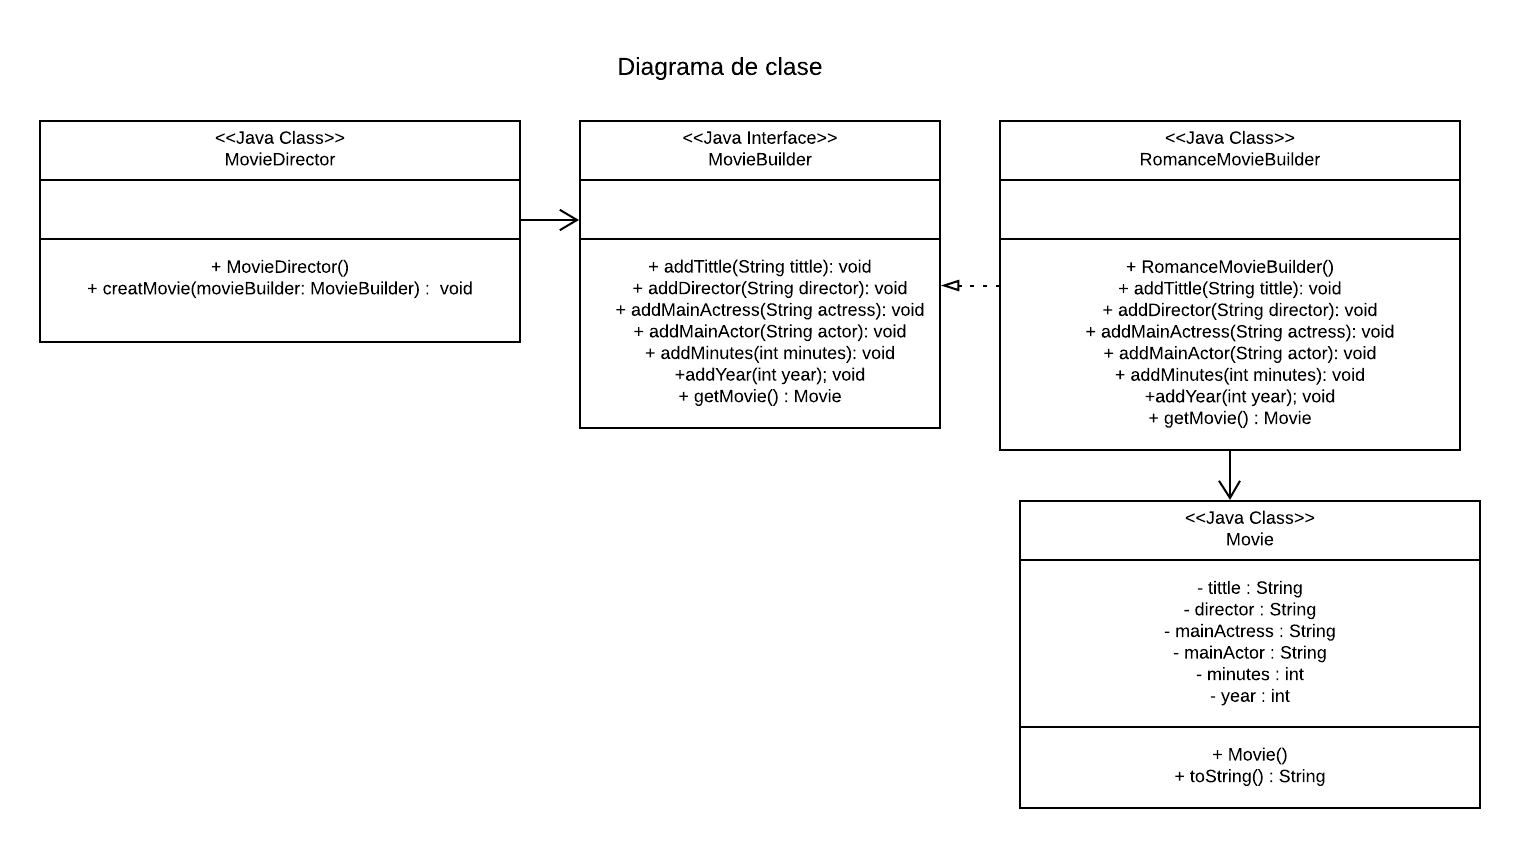 Diagrama de clase
<<Java Class>>
MovieDirector
+ MovieDirector()
+ creatMovie(movieBuilder: MovieBuilder) : void
<<Java Interface>>
MovieBuilder
+ addTittle(String tittle): void
+ addDirector(String director): void
+ addMainActress(String actress): void
+ addMainActor(String actor): void
+ addMinutes(int minutes): void
+addYear(int year); void
+ getMovie() : Movie
<<Java Class>>
RomanceMovieBuilder
+ RomanceMovieBuilder()
+ addTittle(String tittle): void
+ addDirector(String director): void
+ addMainActress(String actress): void
+ addMainActor(String actor): void
+ addMinutes(int minutes): void
+addYear(int year); void
+ getMovie() : Movie
<<Java Class>>
Movie
- tittle : String
- director : String
- mainActress : String
- mainActor : String
- minutes : int
- year : int
+ Movie()
+ toString() : String